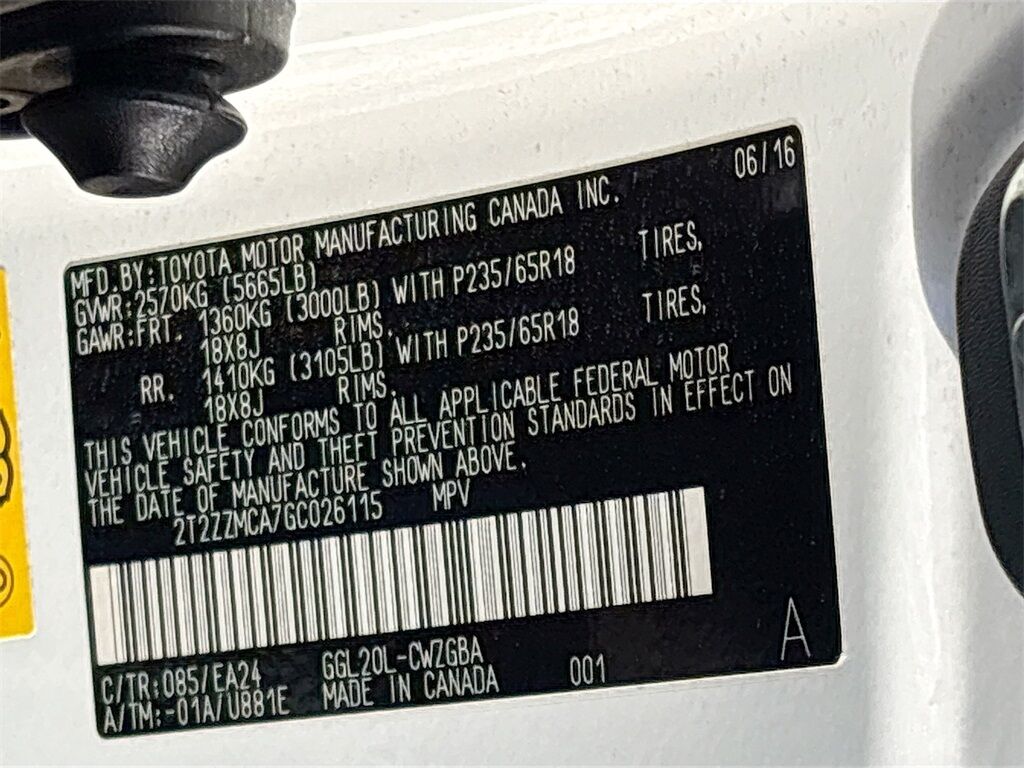 06/16
MFD.BY:TOYOTA MOTOR MANUFACTURING CANADA INC.
GVWR:2570KG (5665LB)
GAWR:FRT. 1360KG (3000LB) WITH P235/65R18 TIRES,
18X8J RIMS.
RR. 1410KG (3105LB) WITH P235/65R18 TIRES,
18X8J RIMS.
THIS VEHICLE CONFORMS TO ALL APPLICABLE FEDERAL MOTOR
VEHICLE SAFETY AND THEFT PREVENTION STANDARDS IN EFFECT ON
THE DATE OF MANUFACTURE SHOWN ABOVE.
2T2ZZMCA7GC026115 MPV
C/TR:085/EA24 GGL20L-CWZGBA
A/TM:-01A/U881E MADE IN CANADA 001 A